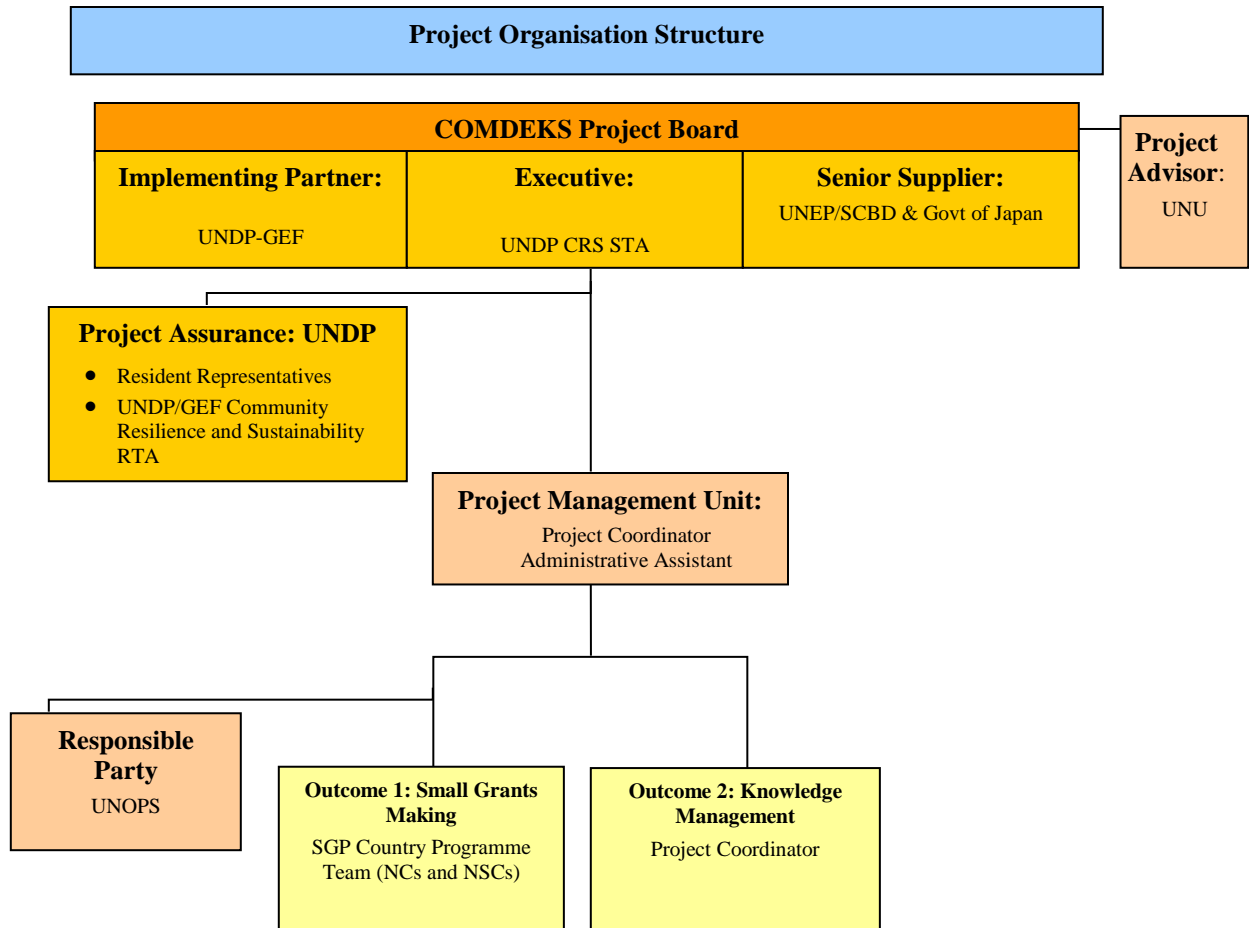 Project Organisation Structure
COMDEKS Project Board
Implementing Partner:
UNDP-GEF
Executive:
UNDP CRS STA
Senior Supplier:
UNEP/SCBD & Govt of Japan
Project
Advisor:
UNU
Project Assurance: UNDP
● Resident Representatives
● UNDP/GEF Community
Resilience and Sustainability
RTA
Project Management Unit:
Project Coordinator
Administrative Assistant
Responsible
Party
UNOPS
Outcome 1: Small Grants
Making
SGP Country Programme
Team (NCs and NSCs)
Outcome 2: Knowledge
Management
Project Coordinator